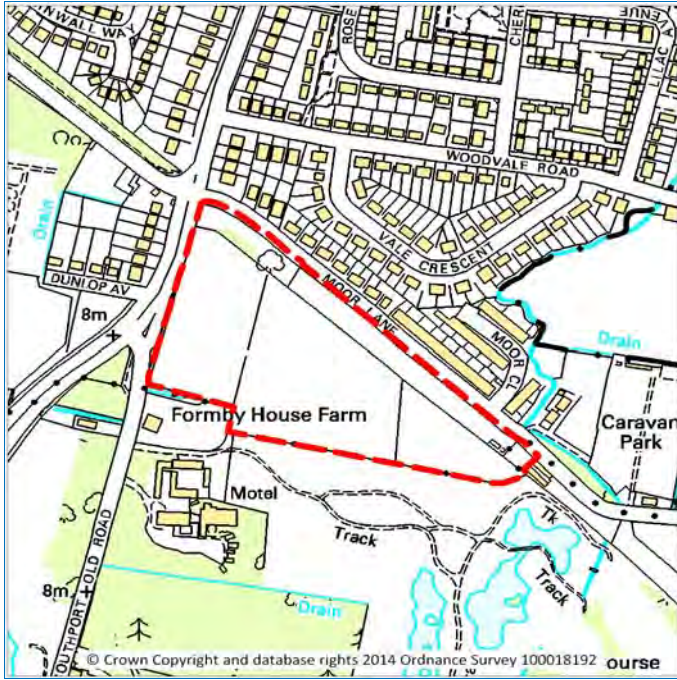 NWALL WAY
ROSE
CHER
LILAC AVENUE
WOODVALE ROAD
Drain
VALE CRESCENT
DUNLOP AV
MOOR LANE
8m
MOOR CL
Drain
Formby House Farm
Caravan
Park
Motel
Track
Tk
Track
OUTHPORT OLD ROAD
8m
Drain
ourse
© Crown Copyright and database rights 2014 Ordnance Survey 100018192